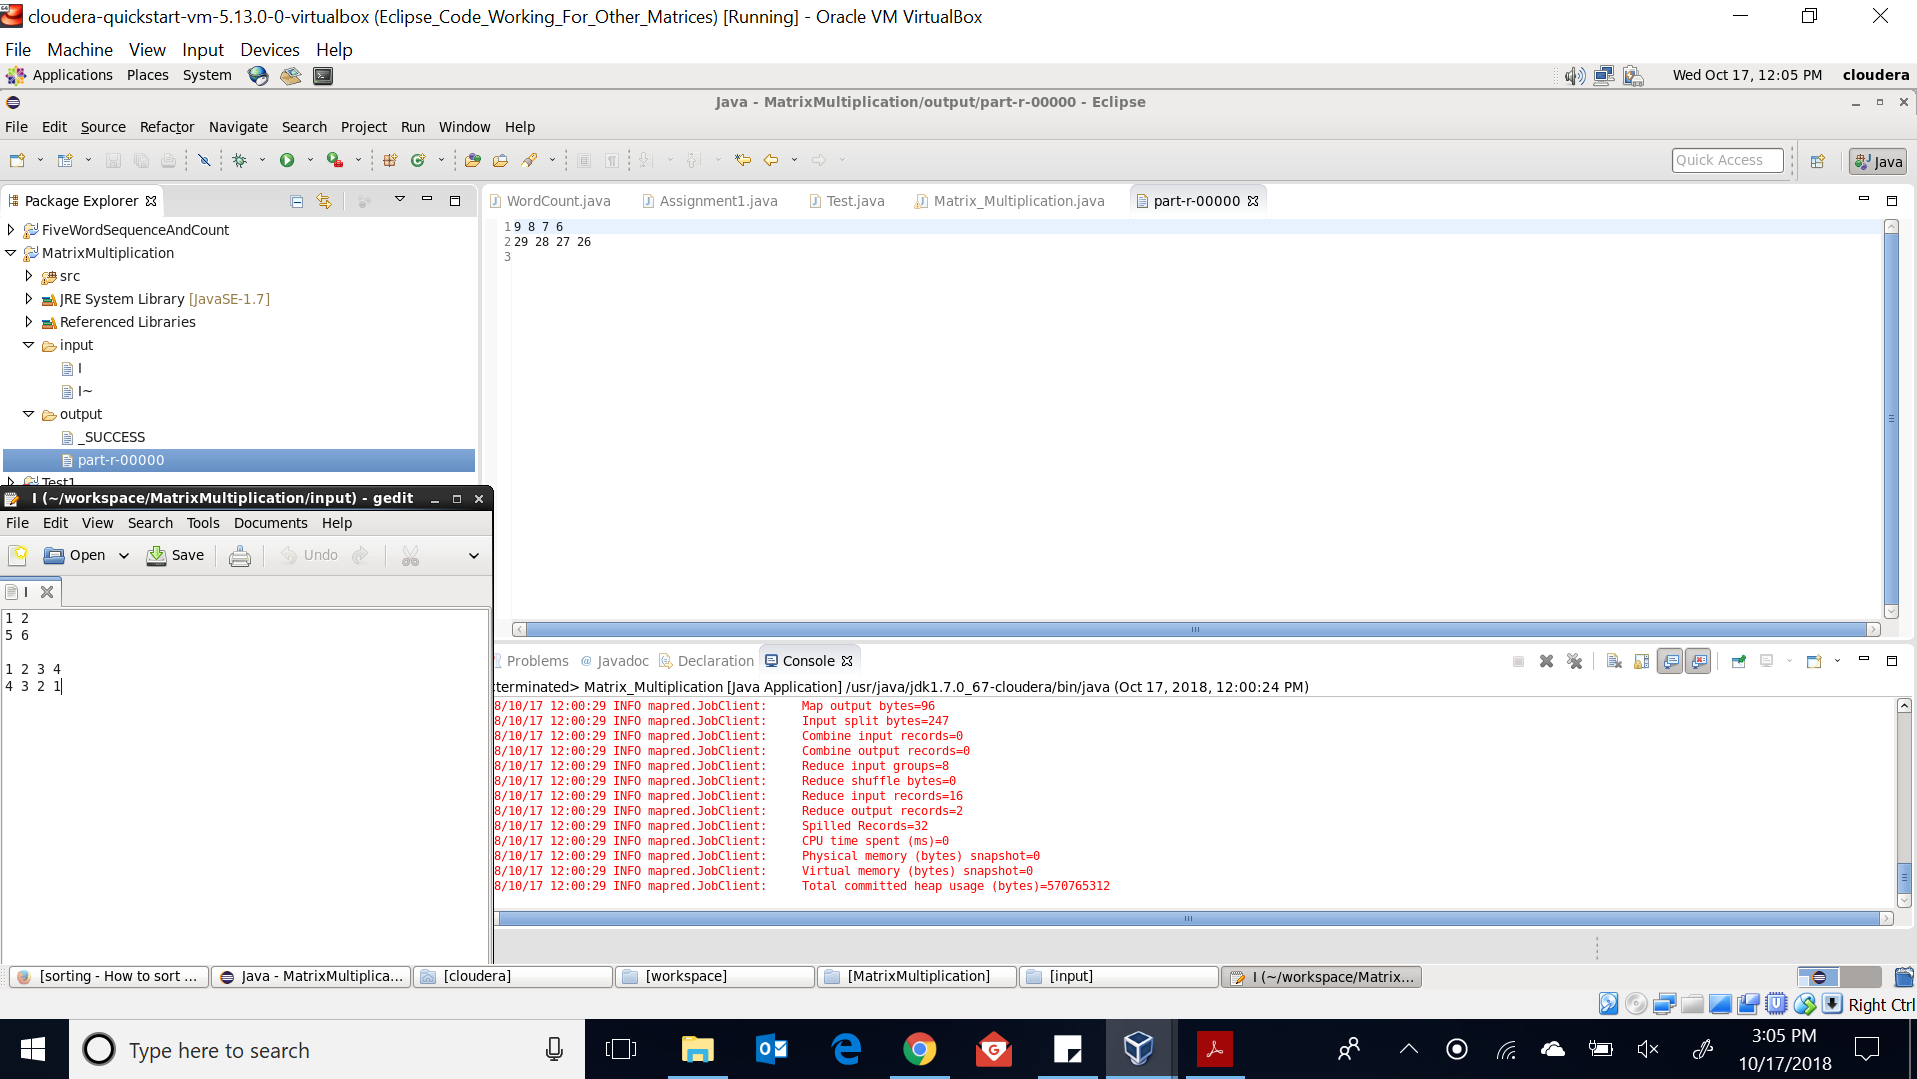 cloudera-quickstart-vm-5.13.0-0-virtualbox (Eclipse_Code_Working_For_Other_Matrices) [Running] - Oracle VM VirtualBox
File Machine View Input Devices Help
Applications Places System Wed Oct 17, 12:05 PM cloudera
Java - MatrixMultiplication/output/part-r-00000 - Eclipse
File Edit Source Refactor Navigate Search Project Run Window Help
Quick Access Java
Package Explorer
FiveWordSequenceAndCount
MatrixMultiplication
src
JRE System Library [JavaSE-1.7]
Referenced Libraries
input
I
I~
output
_SUCCESS
part-r-00000
Test1
WordCount.java Assignment1.java Test.java Matrix_Multiplication.java part-r-00000
1 9 8 7 6
2 29 28 27 26
3
I (~/workspace/MatrixMultiplication/input) - gedit
File Edit View Search Tools Documents Help
Open Save Undo
I
1 2
5 6
1 2 3 4
4 3 2 1
Problems Javadoc Declaration Console
:terminated> Matrix_Multiplication [Java Application] /usr/java/jdk1.7.0_67-cloudera/bin/java (Oct 17, 2018, 12:00:24 PM)
8/10/17 12:00:29 INFO mapred.JobClient: Map output bytes=96
8/10/17 12:00:29 INFO mapred.JobClient: Input split bytes=247
8/10/17 12:00:29 INFO mapred.JobClient: Combine input records=0
8/10/17 12:00:29 INFO mapred.JobClient: Combine output records=0
8/10/17 12:00:29 INFO mapred.JobClient: Reduce input groups=8
8/10/17 12:00:29 INFO mapred.JobClient: Reduce shuffle bytes=0
8/10/17 12:00:29 INFO mapred.JobClient: Reduce input records=16
8/10/17 12:00:29 INFO mapred.JobClient: Reduce output records=2
8/10/17 12:00:29 INFO mapred.JobClient: Spilled Records=32
8/10/17 12:00:29 INFO mapred.JobClient: CPU time spent (ms)=0
8/10/17 12:00:29 INFO mapred.JobClient: Physical memory (bytes) snapshot=0
8/10/17 12:00:29 INFO mapred.JobClient: Virtual memory (bytes) snapshot=0
8/10/17 12:00:29 INFO mapred.JobClient: Total committed heap usage (bytes)=570765312
[sorting - How to sort ... Java - MatrixMultiplica... [cloudera] [workspace] [MatrixMultiplication] [input] I (~/workspace/Matrix...
Right Ctrl
Type here to search
3:05 PM
10/17/2018